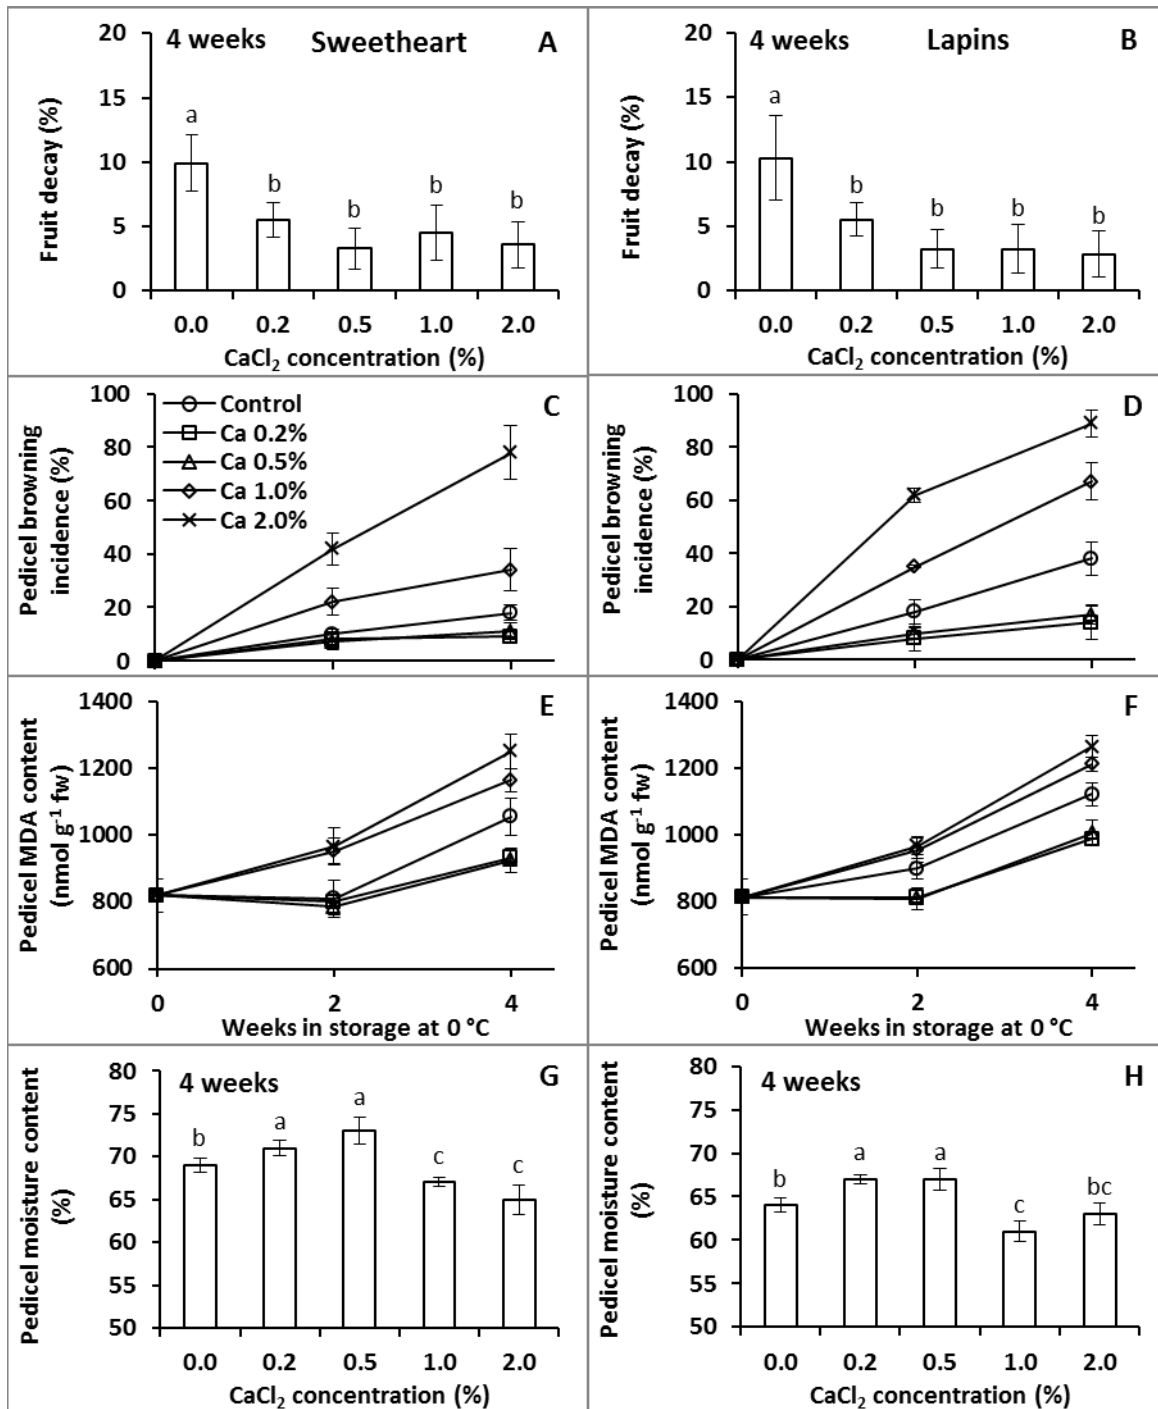 4 weeks Sweetheart A
Fruit decay (%)
20
15
10
5
0
a
b
b
b
b
0.0 0.2 0.5 1.0 2.0
CaCl₂ concentration (%)
4 weeks Lapins B
Fruit decay (%)
20
15
10
5
0
a
b
b
b
b
0.0 0.2 0.5 1.0 2.0
CaCl₂ concentration (%)
C
Pedicel browning
incidence (%)
100
80
60
40
20
0
Control
Ca 0.2%
Ca 0.5%
Ca 1.0%
Ca 2.0%
D
Pedicel browning
incidence (%)
100
80
60
40
20
0
E
Pedicel MDA content
(nmol g⁻¹ fw)
1400
1200
1000
800
600
0 2 4
Weeks in storage at 0 °C
F
Pedicel MDA content
(nmol g⁻¹ fw)
1400
1200
1000
800
600
0 2 4
Weeks in storage at 0 °C
4 weeks G
Pedicel moisture content
(%)
80
75
70
65
60
55
50
b
a
a
c
c
0.0 0.2 0.5 1.0 2.0
CaCl₂ concentration (%)
4 weeks H
Pedicel moisture content
(%)
80
75
70
65
60
55
50
b
a
a
c
bc
0.0 0.2 0.5 1.0 2.0
CaCl₂ concentration (%)